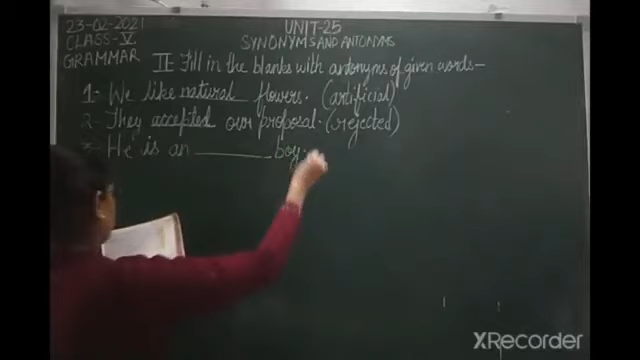 23-02-2021
CLASS-V
GRAMMAR
UNIT-25
SYNONYMS AND ANTONYMS
II- Fill in the blanks with antonyms of given words-
1- We like natural flowers. (artificial)
2- They accepted our proposal. (rejected)
He is an ________ boy.
XRecorder